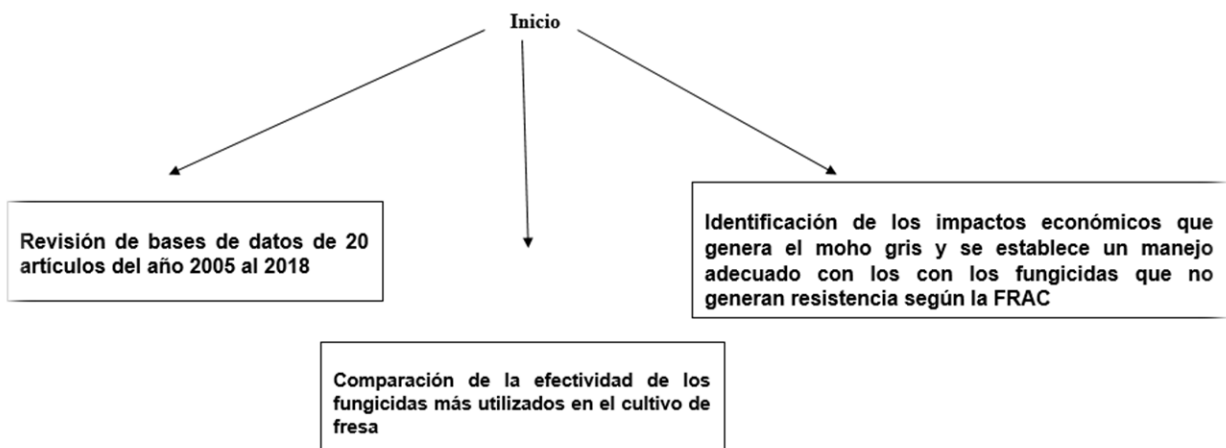 Inicio
Revisión de bases de datos de 20
artículos del año 2005 al 2018
Identificación de los impactos económicos que
genera el moho gris y se establece un manejo
adecuado con los con los fungicidas que no
generan resistencia según la FRAC
Comparación de la efectividad de los
fungicidas más utilizados en el cultivo de
fresa